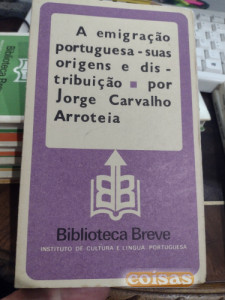 A emigração
portuguesa - suas
origens e dis -
tribuição ■ por
Jorge Carvalho
Arroteia
Biblioteca Breve
INSTITUTO DE CULTURA E LÍNGUA PORTUGUESA
coisas